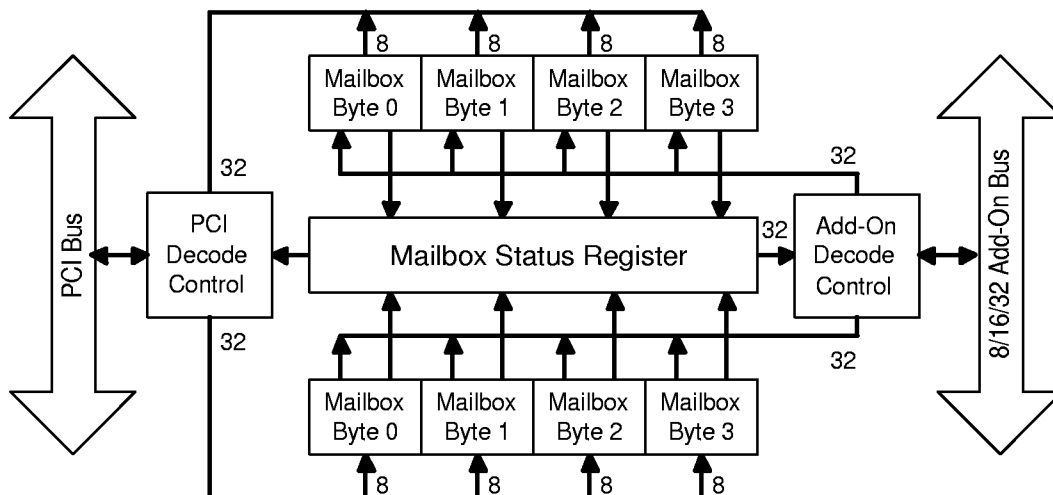 8 8 8 8
Mailbox Mailbox Mailbox Mailbox
Byte 0 Byte 1 Byte 2 Byte 3
32 32
PCI Bus
PCI
Decode
Control
Mailbox Status Register
32
Add-On
Decode
Control
8/16/32 Add-On Bus
32 32
Mailbox Mailbox Mailbox Mailbox
Byte 0 Byte 1 Byte 2 Byte 3
8 8 8 8